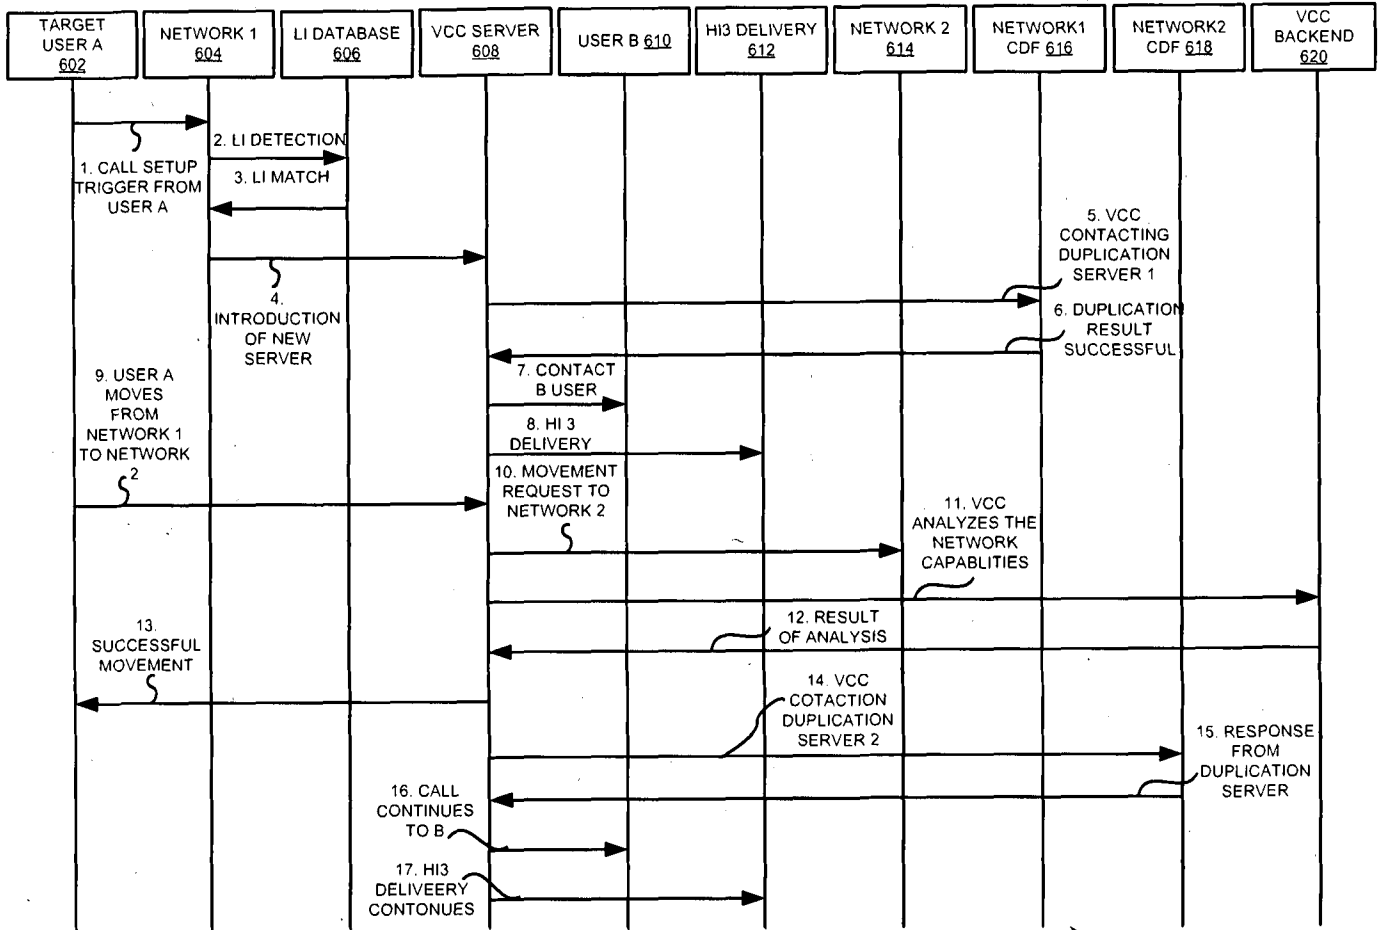 TARGET
USER A
602
NETWORK 1
604
LI DATABASE
606
VCC SERVER
608
USER B 610
HI3 DELIVERY
612
NETWORK 2
614
NETWORK1
CDF 616
NETWORK2
CDF 618
VCC
BACKEND
620
1. CALL SETUP
TRIGGER FROM
USER A
2. LI DETECTION
3. LI MATCH
4.
INTRODUCTION
OF NEW
SERVER
5. VCC
CONTACTING
DUPLICATION
SERVER 1
6. DUPLICATION
RESULT
SUCCESSFUL
7. CONTACT
B USER
8. HI 3
DELIVERY
9. USER A
MOVES
FROM
NETWORK 1
TO NETWORK
2
10. MOVEMENT
REQUEST TO
NETWORK 2
11. VCC
ANALYZES THE
NETWORK
CAPABLITIES
12. RESULT
OF ANALYSIS
13.
SUCCESSFUL
MOVEMENT
14. VCC
COTACTION
DUPLICATION
SERVER 2
15. RESPONSE
FROM
DUPLICATION
SERVER
16. CALL
CONTINUES
TO B
17. HI3
DELIVEERY
CONTONUES